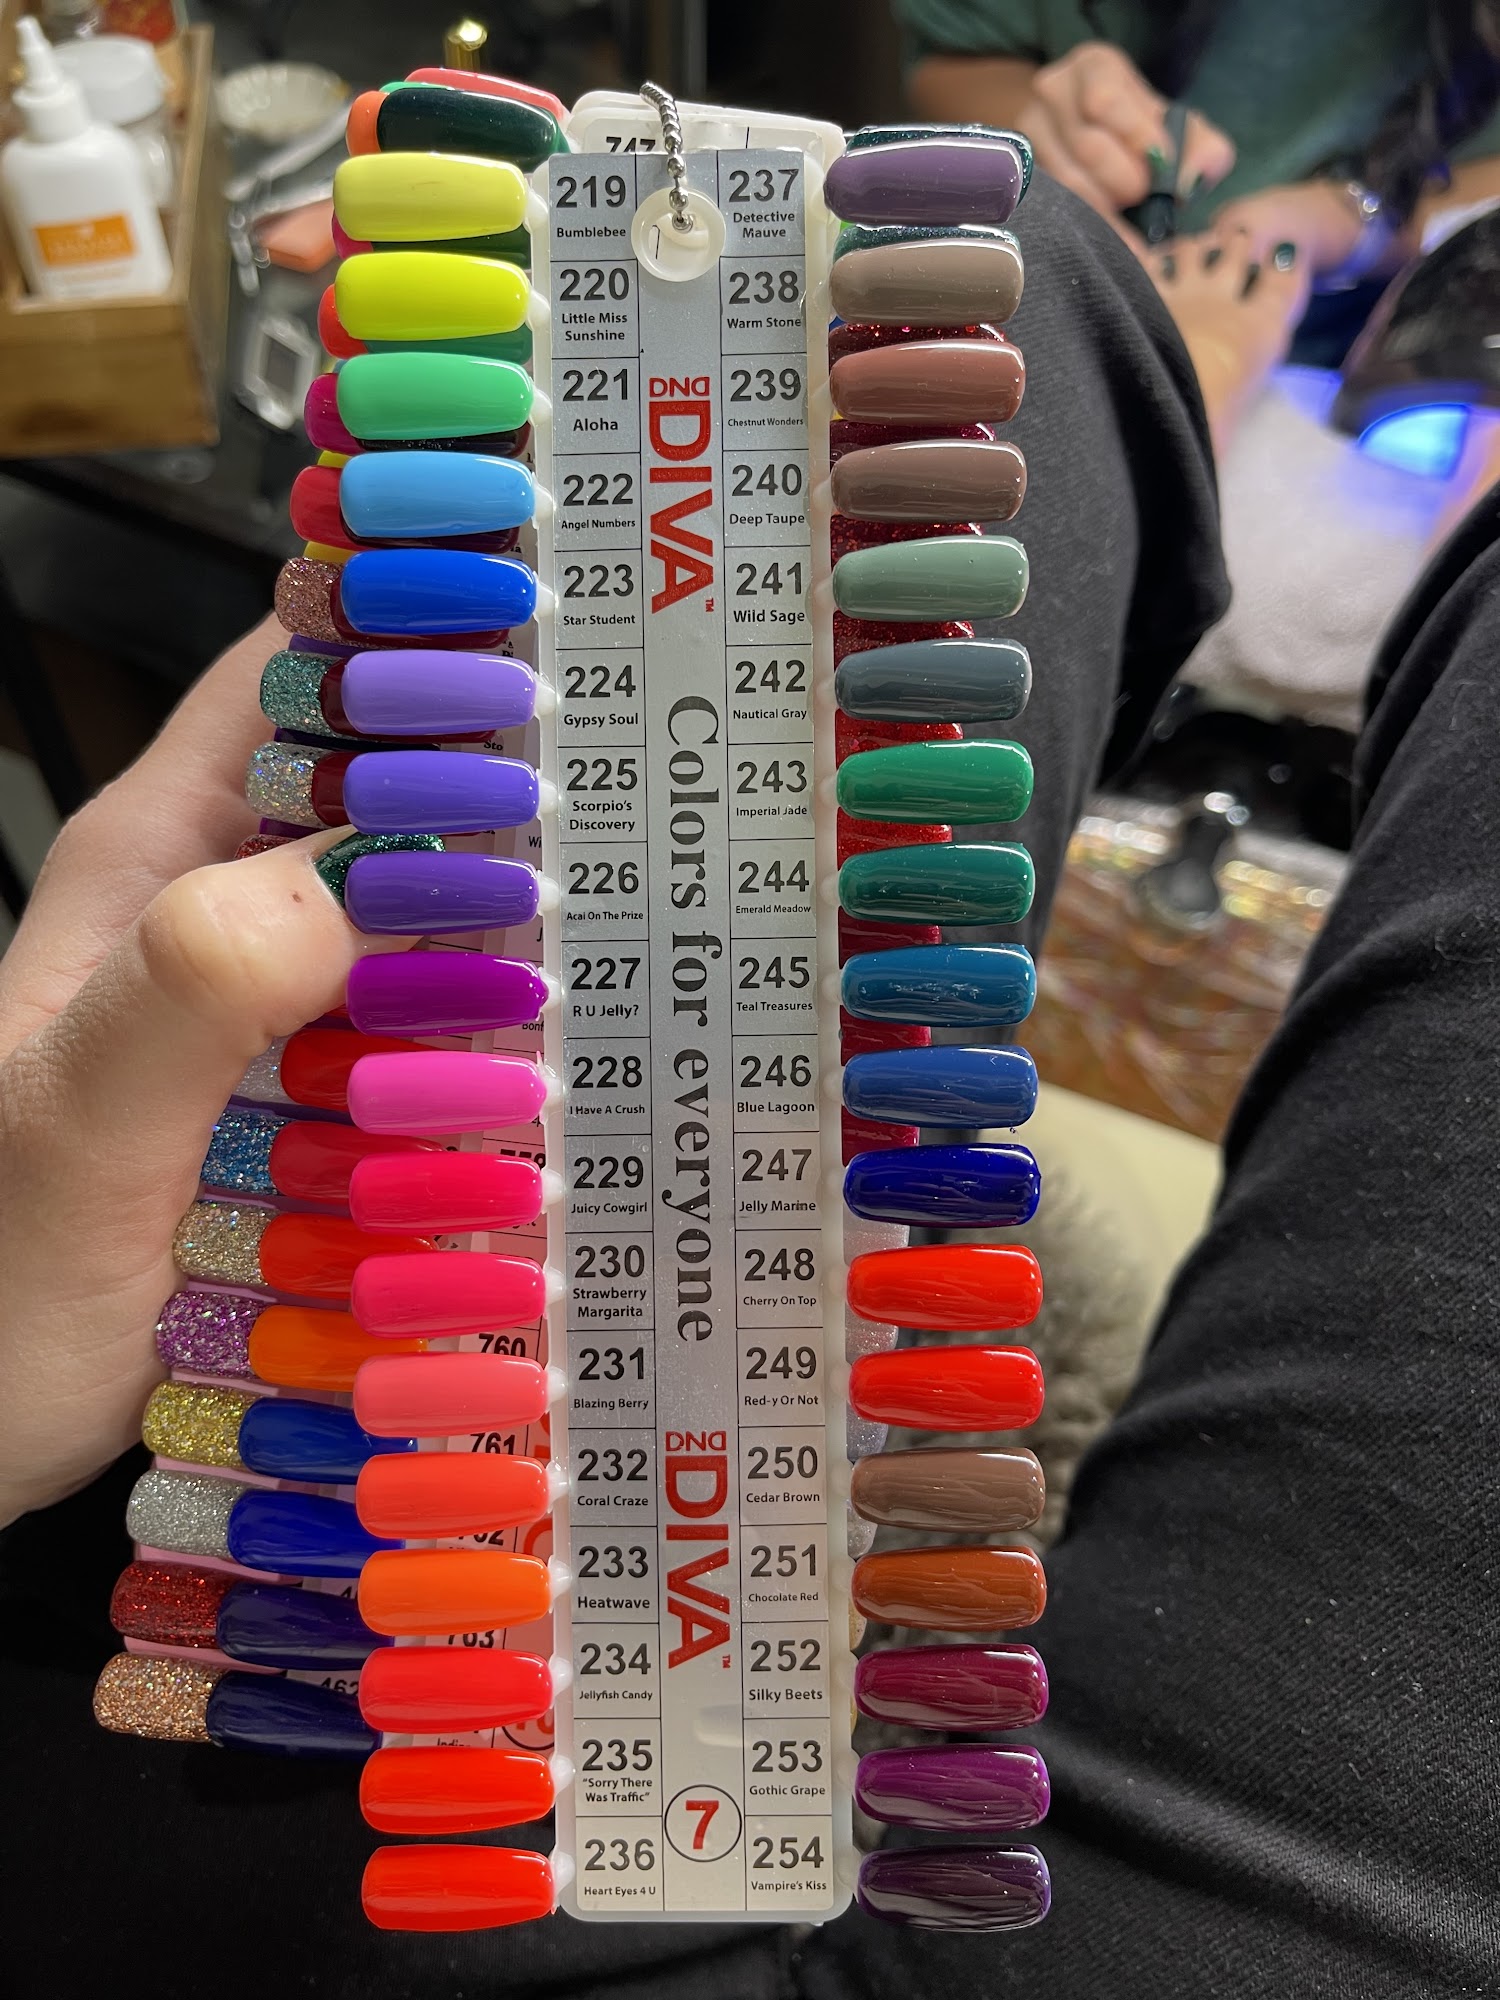 747
219
Bumblebee
220
Little Miss
Sunshine
221
Aloha
222
Angel Numbers
223
Star Student
224
Gypsy Soul
225
Scorpio's
Discovery
226
Acai On The Prize
227
R U Jelly?
228
I Have A Crush
229
Juicy Cowgirl
230
Strawberry
Margarita
231
Blazing Berry
232
Coral Craze
233
Heatwave
234
Jellyfish Candy
235
"Sorry There
Was Traffic"
236
Heart Eyes 4 U
DND
DIVA™
Colors for everyone
DND
DIVA™
7
237
Detective
Mauve
238
Warm Stone
239
Chestnut Wonders
240
Deep Taupe
241
Wild Sage
242
Nautical Gray
243
Imperial Jade
244
Emerald Meadow
245
Teal Treasures
246
Blue Lagoon
247
Jelly Marine
248
Cherry On Top
249
Red-y Or Not
250
Cedar Brown
251
Chocolate Red
252
Silky Beets
253
Gothic Grape
254
Vampire's Kiss
760
761
763
462